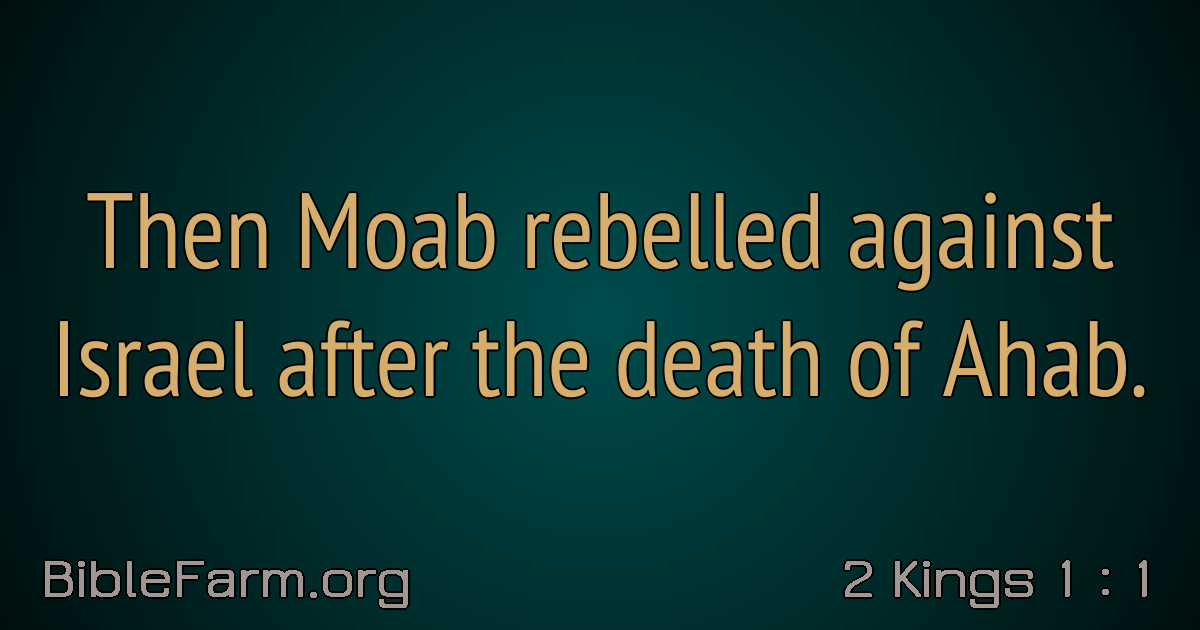 Then Moab rebelled against
Israel after the death of Ahab.
BibleFarm.org
2 Kings 1 : 1